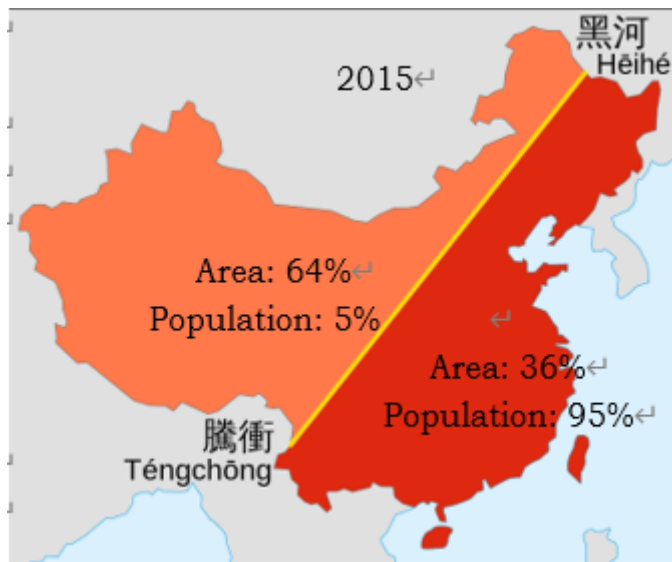 黑河
Hēihé
2015↵
Area: 64%↵
Population: 5%
↵
Area: 36%↵
Population: 95%↵
騰衝
Téngchōng